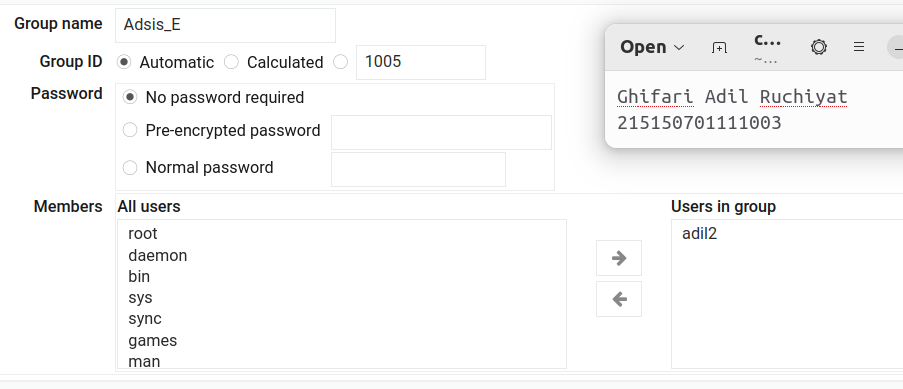 Group name Adsis_E
Group ID Automatic Calculated 1005
Password No password required
Pre-encrypted password
Normal password
Members All users Users in group
root
daemon
bin
sys
sync
games
man
adil2
Open c...
~...
Ghifari Adil Ruchiyat
215150701111003